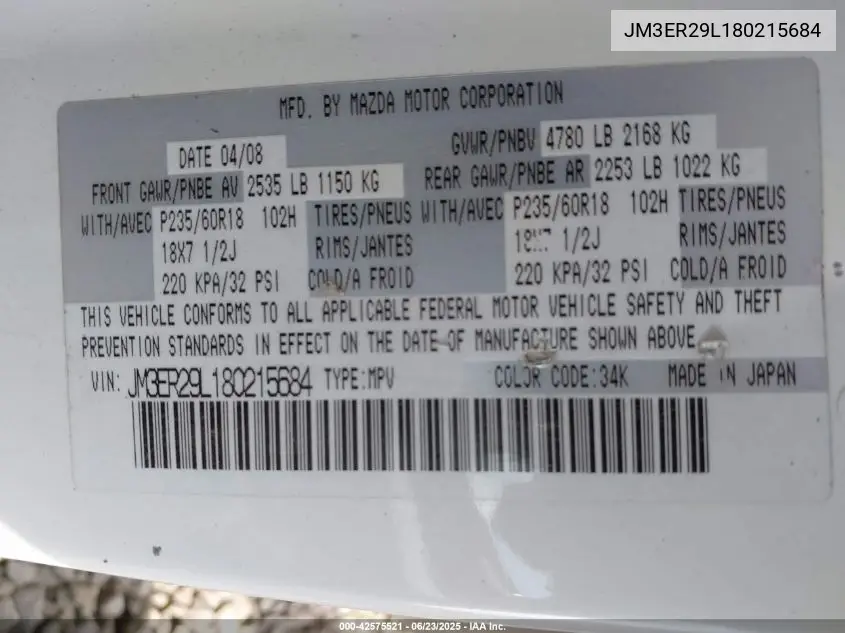 JM3ER29L180215684
MFD. BY MAZDA MOTOR CORPORATION
DATE 04/08 GVWR/PNBV 4780 LB 2168 KG
FRONT GAWR/PNBE AV 2535 LB 1150 KG REAR GAWR/PNBE AR 2253 LB 1022 KG
WITH/AVEC P235/60R18 102H TIRES/PNEUS WITH/AVEC P235/60R18 102H TIRES/PNEUS
18X7 1/2J RIMS/JANTES 18X7 1/2J RIMS/JANTES
220 KPA/32 PSI COLD/A FROID 220 KPA/32 PSI COLD/A FROID
THIS VEHICLE CONFORMS TO ALL APPLICABLE FEDERAL MOTOR VEHICLE SAFETY AND THEFT
PREVENTION STANDARDS IN EFFECT ON THE DATE OF MANUFACTURE SHOWN ABOVE
VIN: JM3ER29L180215684 TYPE:MPV COLOR CODE:34K MADE IN JAPAN
000-42575521 - 06/23/2025 - IAA Inc.